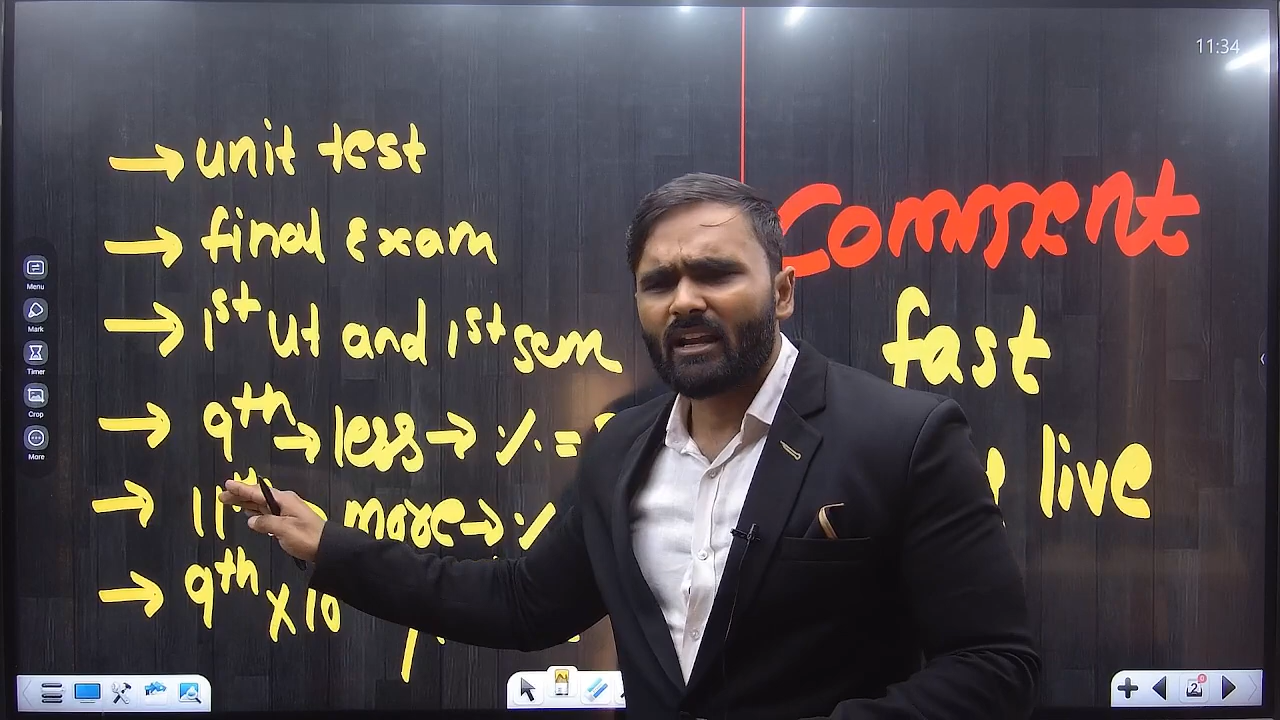 11:34
→ unit test
→ final Exam
→ 1st ut and 1st sem
→ 9th → less → % =
→ 11th more → %
→ 9th x 10
Comment
fast
live
Menu
Mark
Timer
Crop
More
2